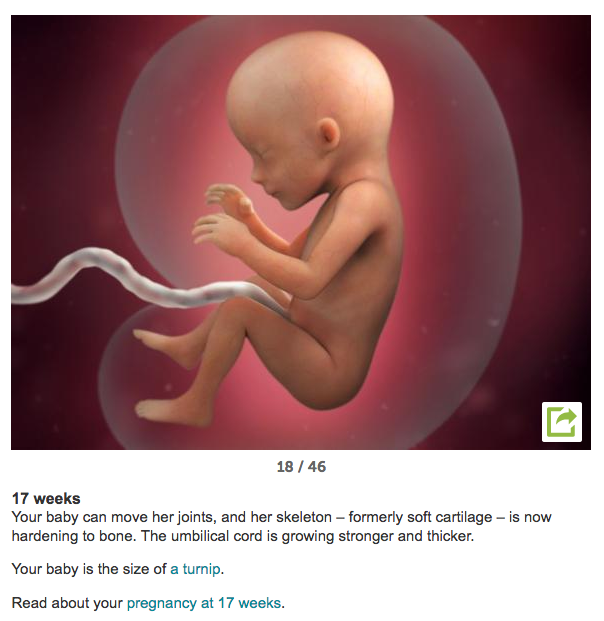 18 / 46
17 weeks
Your baby can move her joints, and her skeleton – formerly soft cartilage – is now
hardening to bone. The umbilical cord is growing stronger and thicker.
Your baby is the size of a turnip.
Read about your pregnancy at 17 weeks.